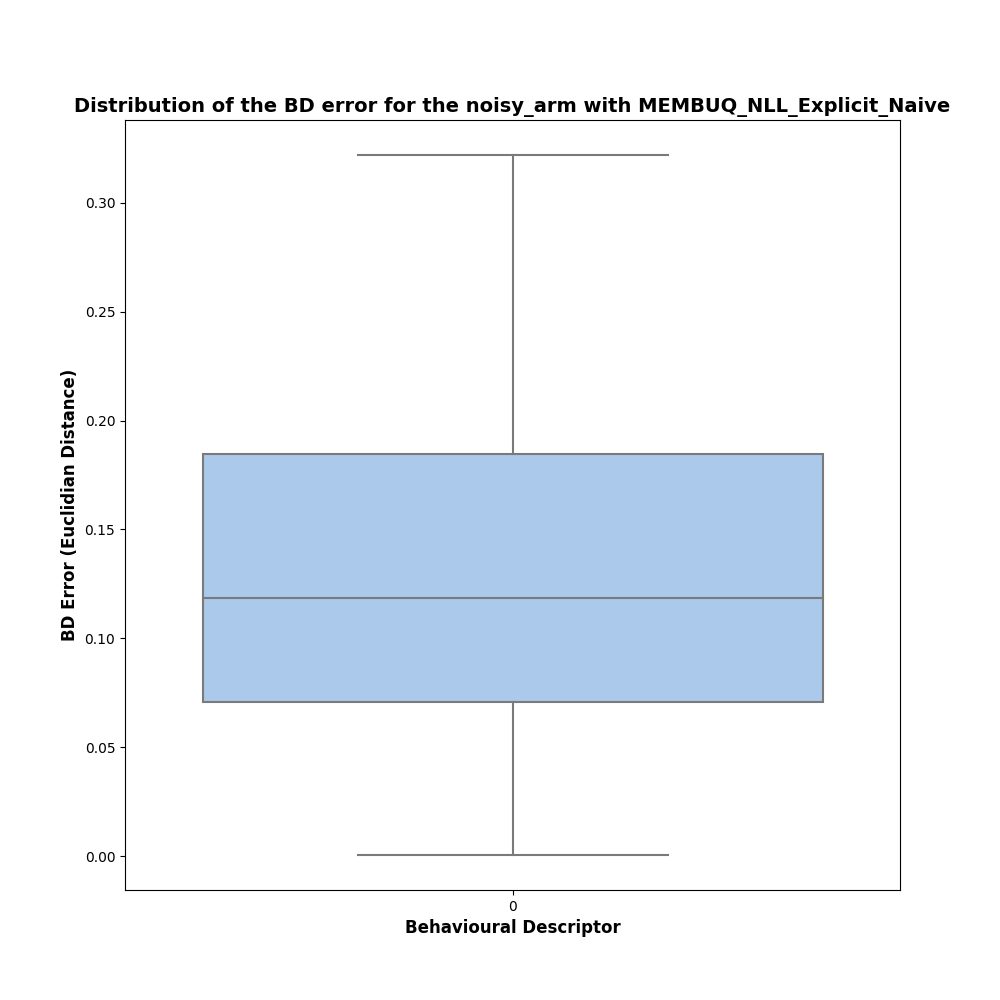 Distribution of the BD error for the noisy_arm with MEMBUQ_NLL_Explicit_Naive
0.30
0.25
0.20
0.15
0.10
0.05
0.00
BD Error (Euclidian Distance)
0
Behavioural Descriptor